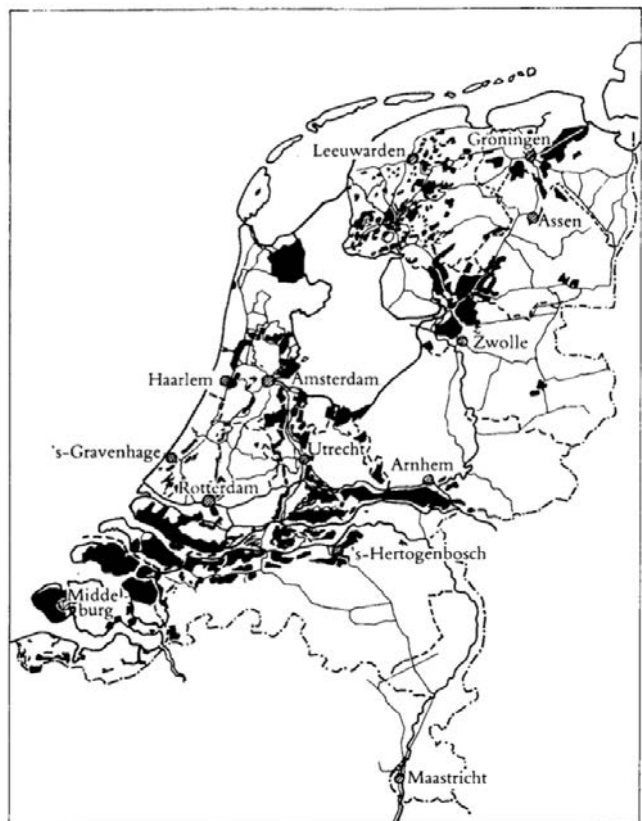 Leeuwarden
Groningen
Assen
Zwolle
Haarlem
Amsterdam
's-Gravenhage
Utrecht
Arnhem
Rotterdam
's-Hertogenbosch
Middel
burg
Maastricht